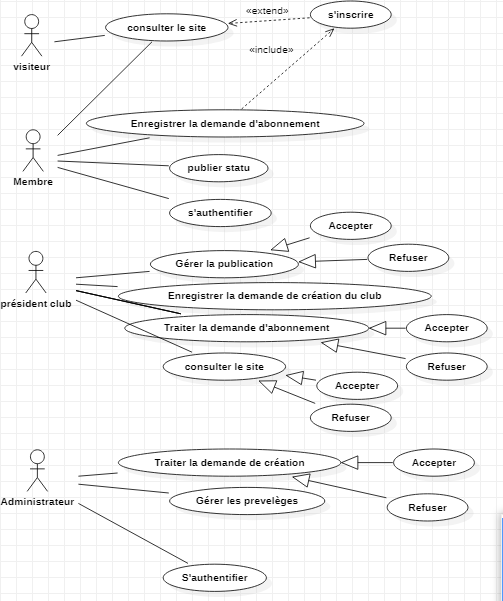 «extend»
s'inscrire
consulter le site
visiteur
«include»
Enregistrer la demande d'abonnement
publier statu
Membre
s'authentifier
Accepter
Gérer la publication
Refuser
président club
Enregistrer la demande de création du club
Traiter la demande d'abonnement
Accepter
consulter le site
Refuser
Accepter
Refuser
Traiter la demande de création
Accepter
Administrateur
Gérer les prevelèges
Refuser
S'authentifier